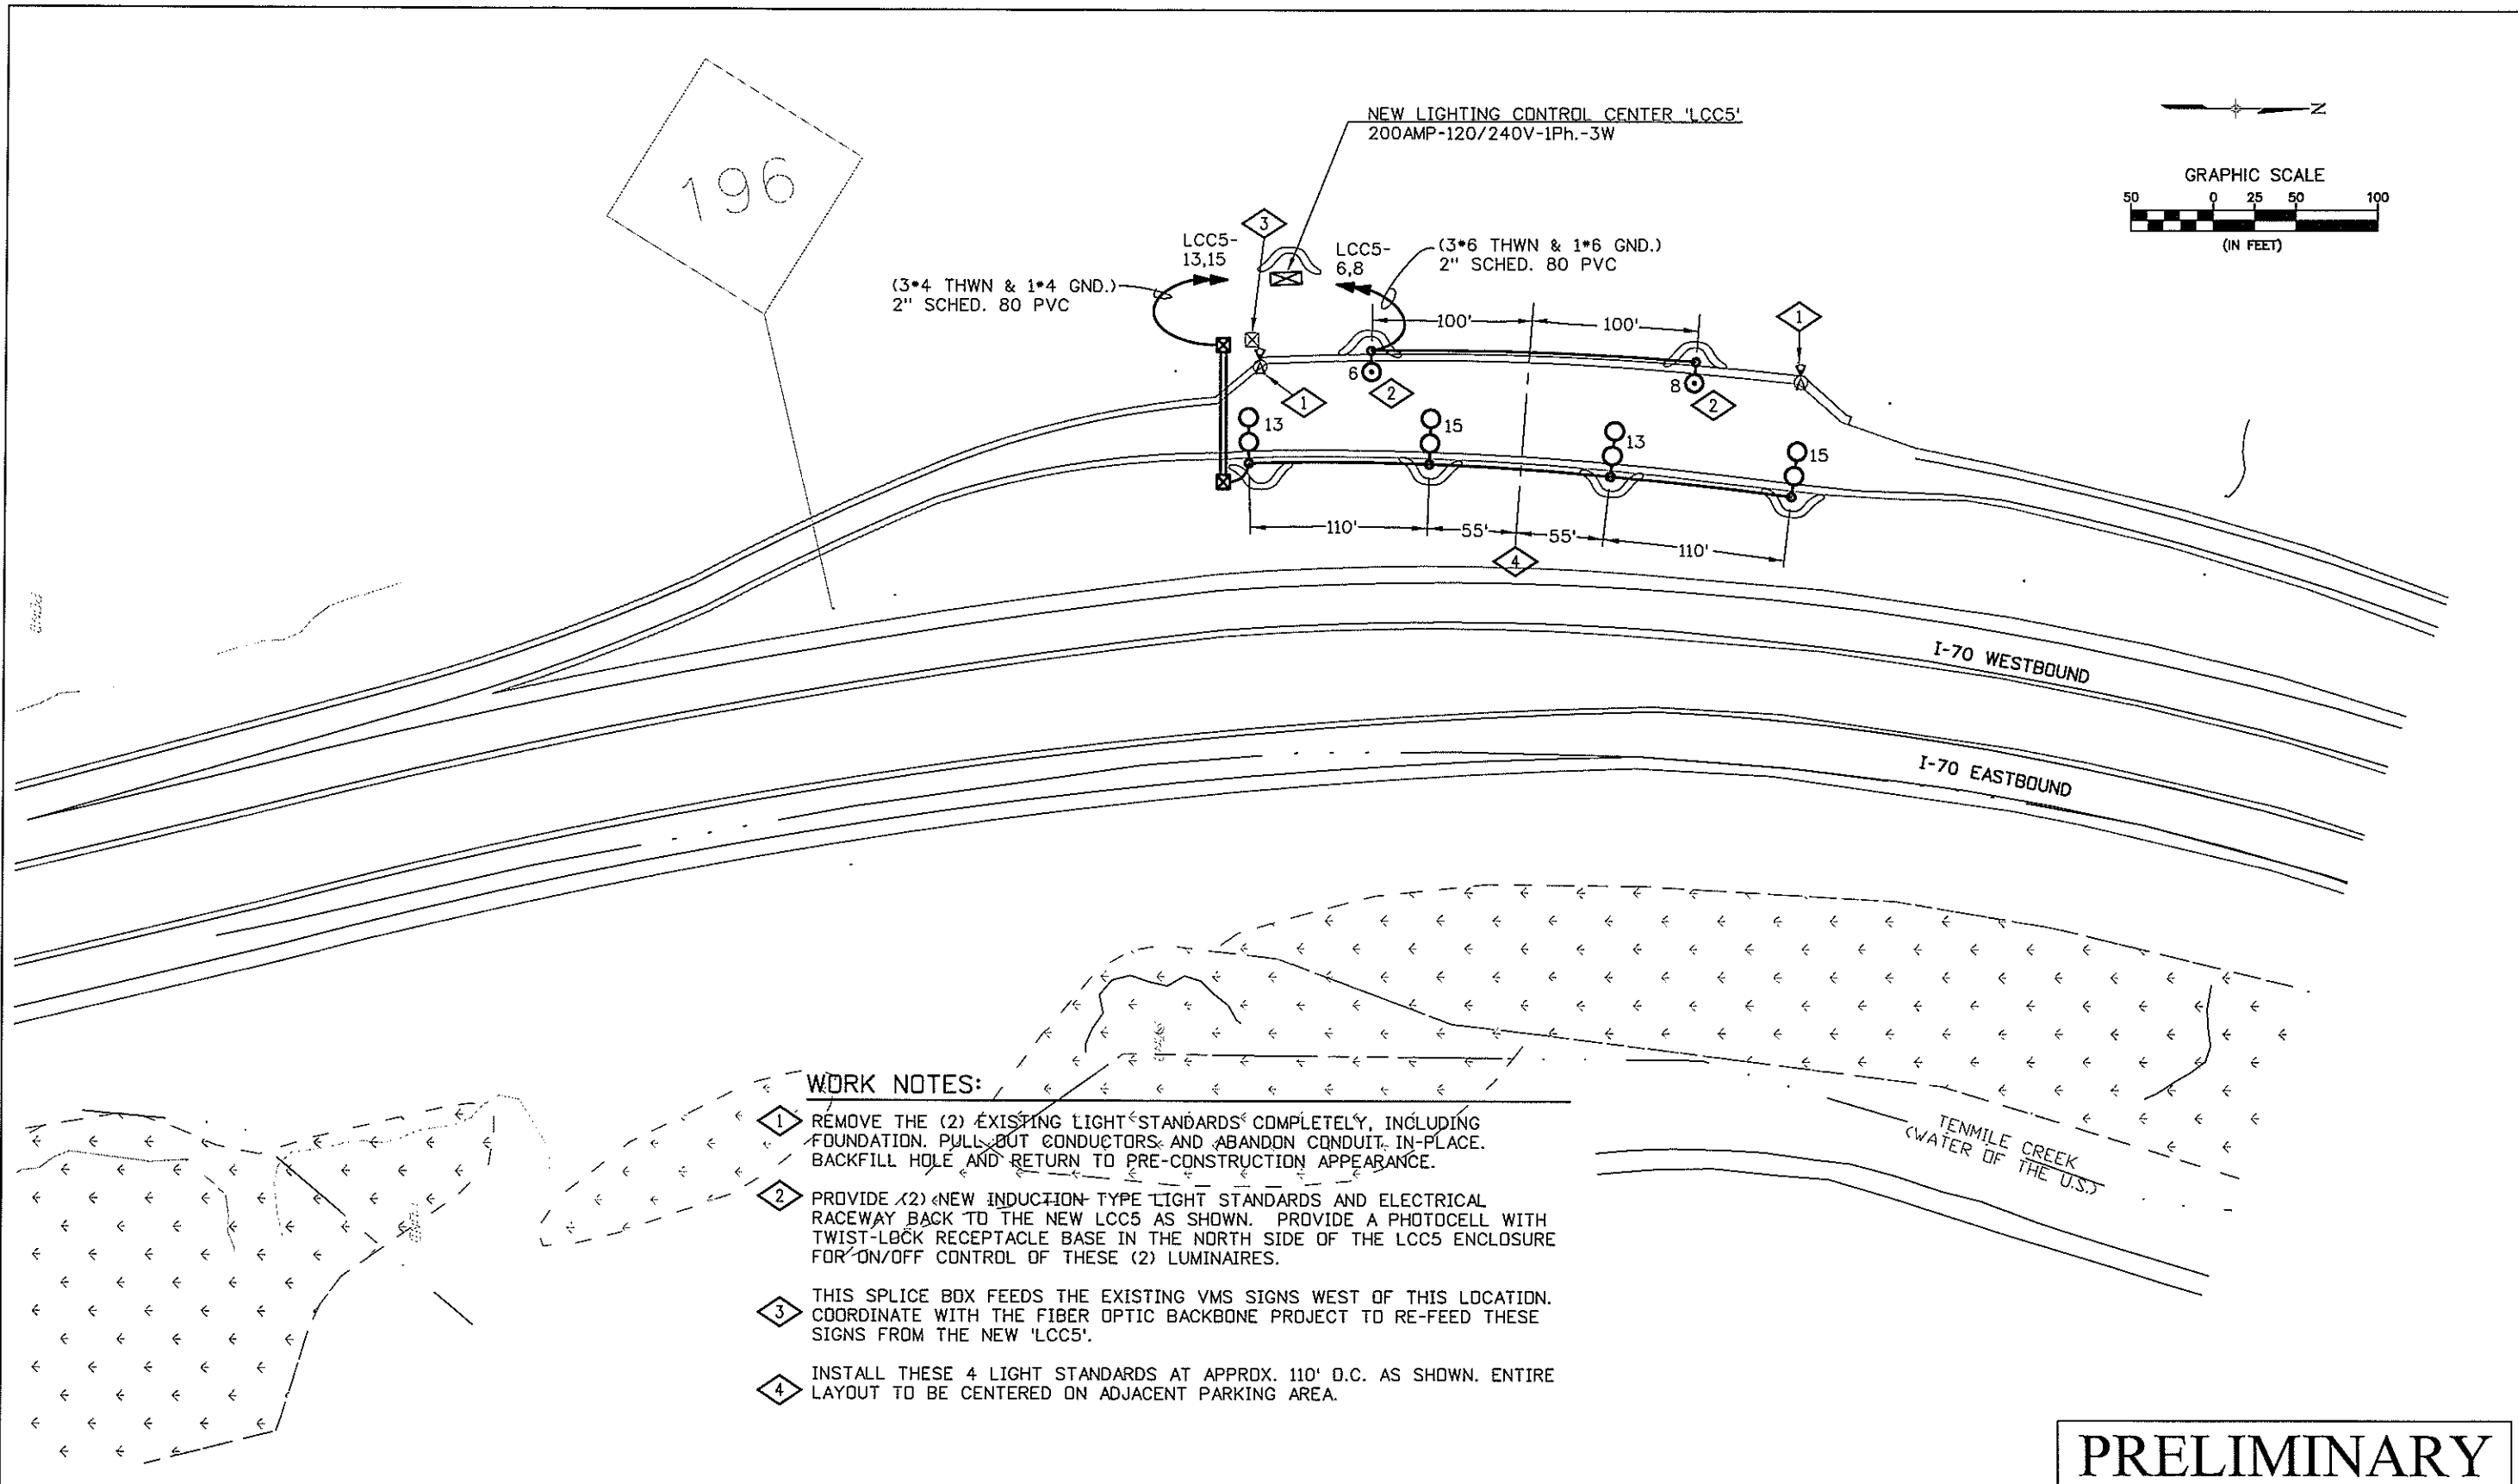 196
NEW LIGHTING CONTROL CENTER 'LCC5'
200AMP-120/240V-1Ph.-3W
N
GRAPHIC SCALE
50 0 25 50 100
(IN FEET)
3
LCC5-
13,15
LCC5-
6,8
(3*6 THWN & 1*6 GND.)
2" SCHED. 80 PVC
(3*4 THWN & 1*4 GND.)
2" SCHED. 80 PVC
100' 100'
1
6
2
8
2
1
13
15
13
15
110' 55' 55' 110'
4
I-70 WESTBOUND
I-70 EASTBOUND
TENMILE CREEK
(WATER OF THE U.S.)
WORK NOTES:
1 REMOVE THE (2) EXISTING LIGHT STANDARDS COMPLETELY, INCLUDING
FOUNDATION. PULL OUT CONDUCTORS AND ABANDON CONDUIT IN-PLACE.
BACKFILL HOLE AND RETURN TO PRE-CONSTRUCTION APPEARANCE.
2 PROVIDE (2) NEW INDUCTION TYPE LIGHT STANDARDS AND ELECTRICAL
RACEWAY BACK TO THE NEW LCC5 AS SHOWN. PROVIDE A PHOTOCELL WITH
TWIST-LOCK RECEPTACLE BASE IN THE NORTH SIDE OF THE LCC5 ENCLOSURE
FOR ON/OFF CONTROL OF THESE (2) LUMINAIRES.
3 THIS SPLICE BOX FEEDS THE EXISTING VMS SIGNS WEST OF THIS LOCATION.
COORDINATE WITH THE FIBER OPTIC BACKBONE PROJECT TO RE-FEED THESE
SIGNS FROM THE NEW 'LCC5'.
4 INSTALL THESE 4 LIGHT STANDARDS AT APPROX. 110' O.C. AS SHOWN. ENTIRE
LAYOUT TO BE CENTERED ON ADJACENT PARKING AREA.
PRELIMINARY